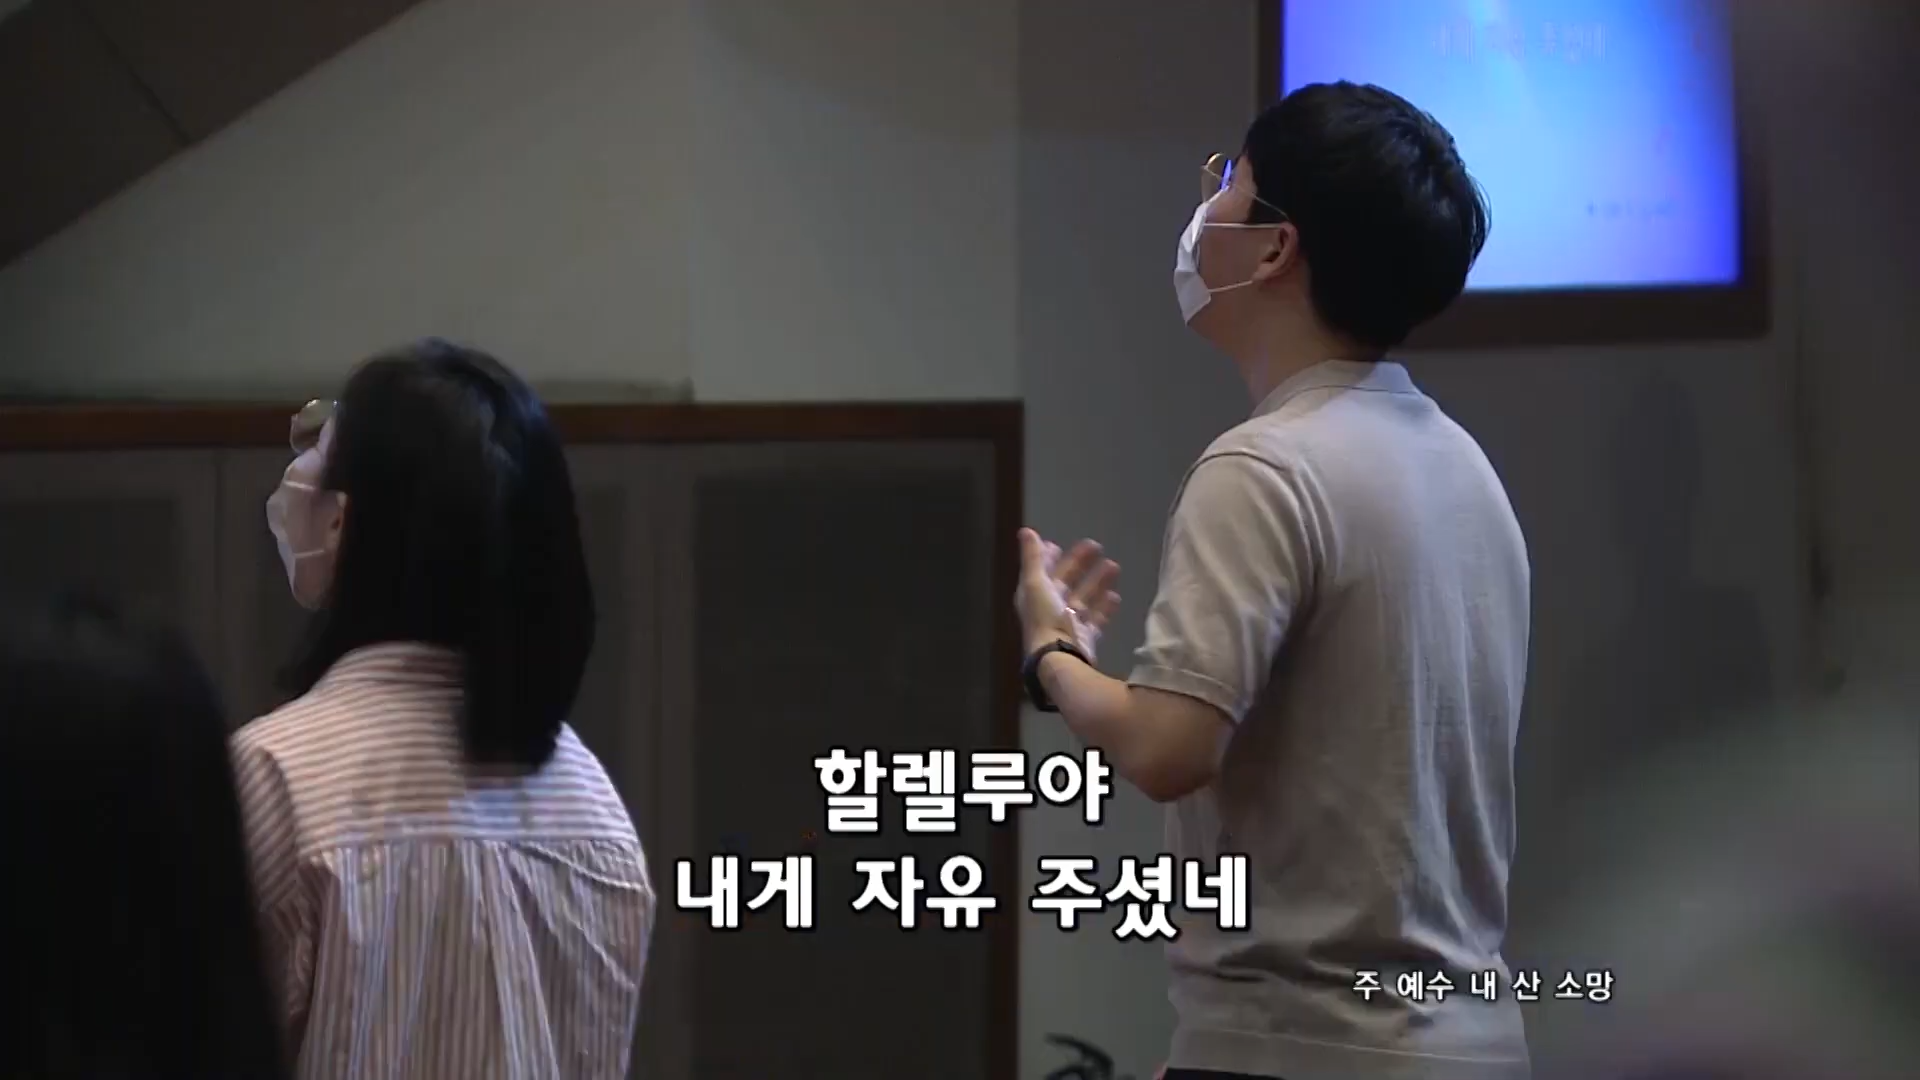 할렐루야
내게 자유 주셨네
주 예수 내 산 소망